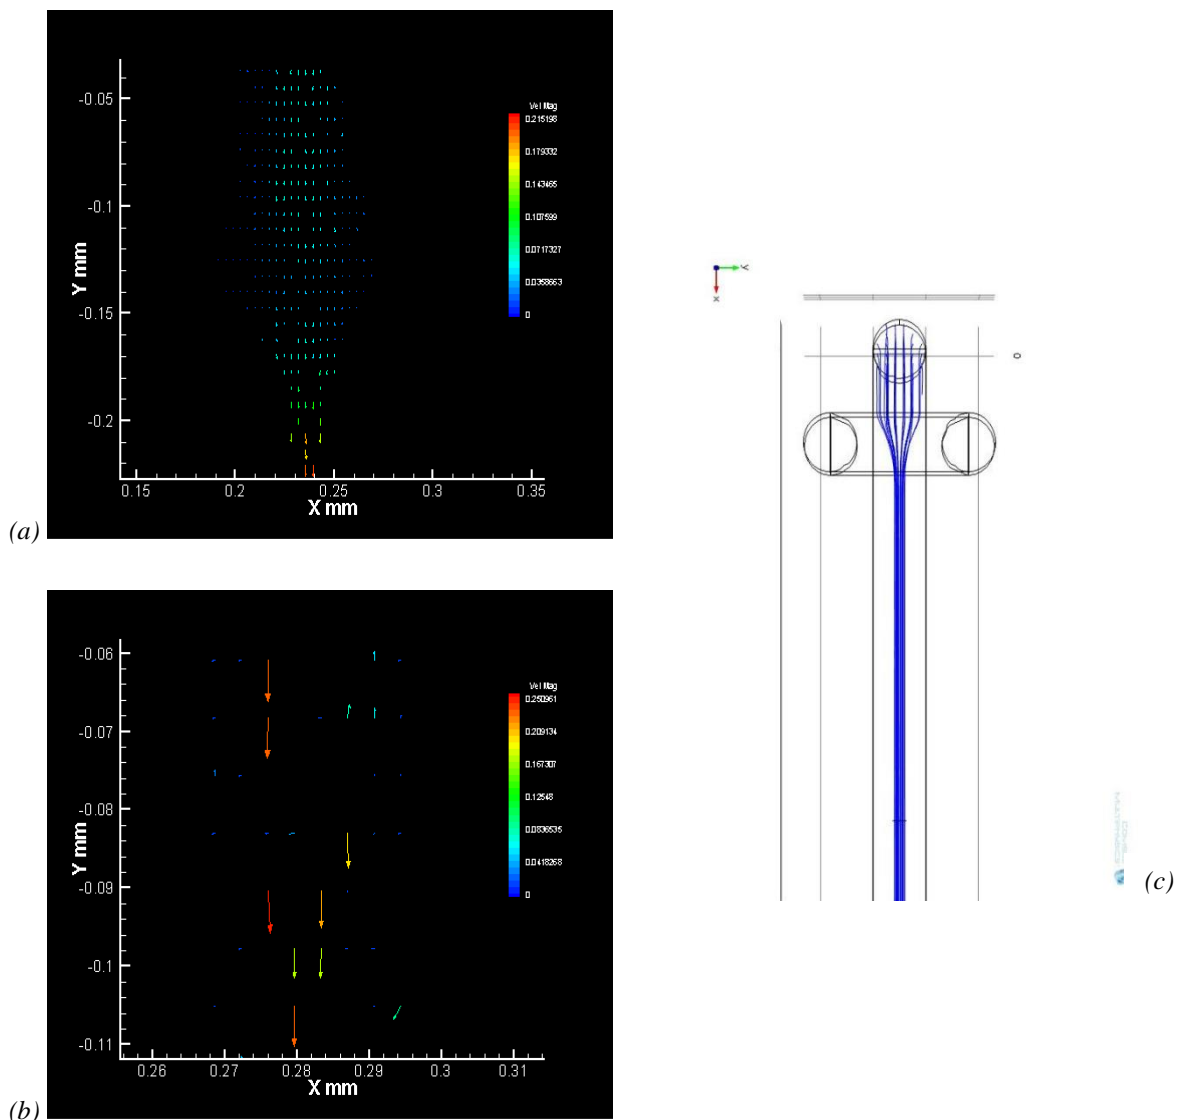 Vel Mag
0.215198
0.179332
0.143465
0.107599
0.0717327
0.0358663
0
-0.05
-0.1
-0.15
-0.2
Y mm
0.15
0.2
0.25
0.3
0.35
X mm
(a)
Vel Mag
0.250961
0.209134
0.167307
0.12548
0.0836535
0.0418268
0
-0.06
-0.07
-0.08
-0.09
-0.1
-0.11
Y mm
0.26
0.27
0.28
0.29
0.3
0.31
X mm
(b)
y
x
0
COMSOL
MULTIPHYSICS
(c)